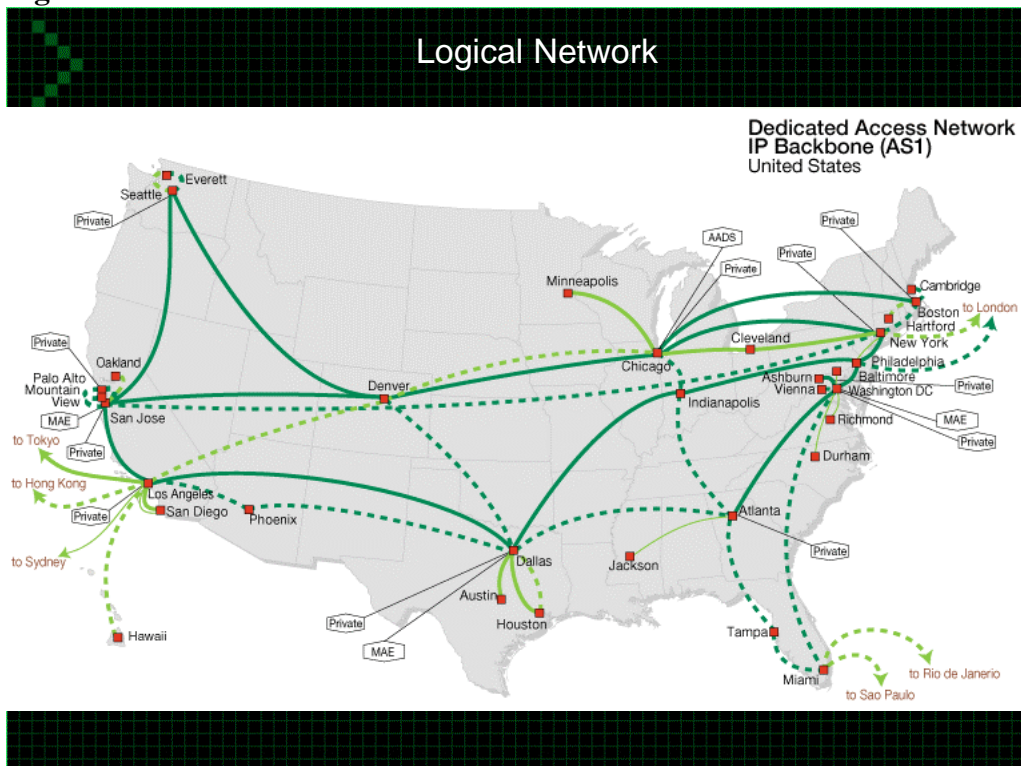 Logical Network
Dedicated Access Network
IP Backbone (AS1)
United States
Everett
Seattle
Private
AADS
Private
Private
Private
Minneapolis
Cambridge
Boston
to London
Hartford
New York
Cleveland
Chicago
Private
Oakland
Palo Alto
Mountain
View
MAE
San Jose
Private
Denver
Philadelphia
Indianapolis
Ashburn
Baltimore
Vienna
Washington DC
Private
MAE
Private
Richmond
Durham
to Tokyo
to Hong Kong
Los Angeles
Private
San Diego
Phoenix
to Sydney
Atlanta
Private
Dallas
Jackson
Austin
Houston
Private
MAE
Hawaii
Tampa
Miami
to Rio de Janerio
to Sao Paulo